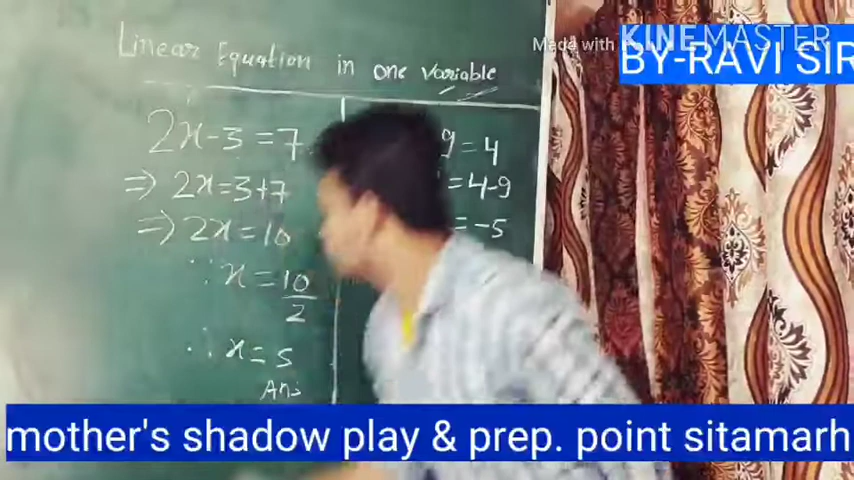 Linear Equation in one variable
2x-3=7
⇒ 2x=3+7
⇒ 2x=10
∴ x=10/2
∴ x=5
Ans
9=4
=4-9
=-5
Made with KINEMASTER
BY-RAVI SIR
mother's shadow play & prep. point sitamarh